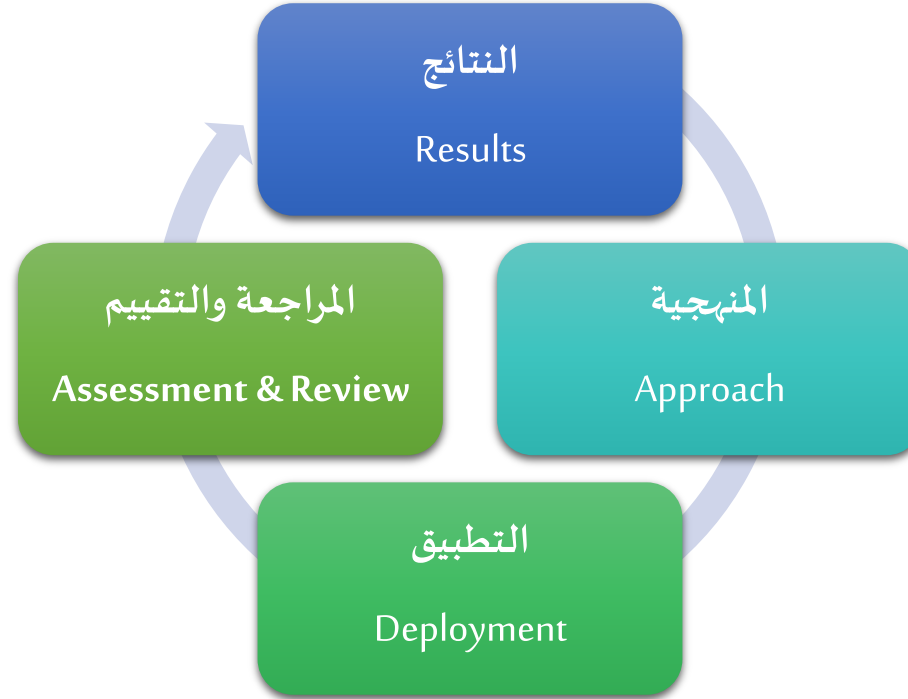 النتائج
Results
المنهجية
Approach
التطبيق
Deployment
المراجعة والتقييم
Assessment & Review